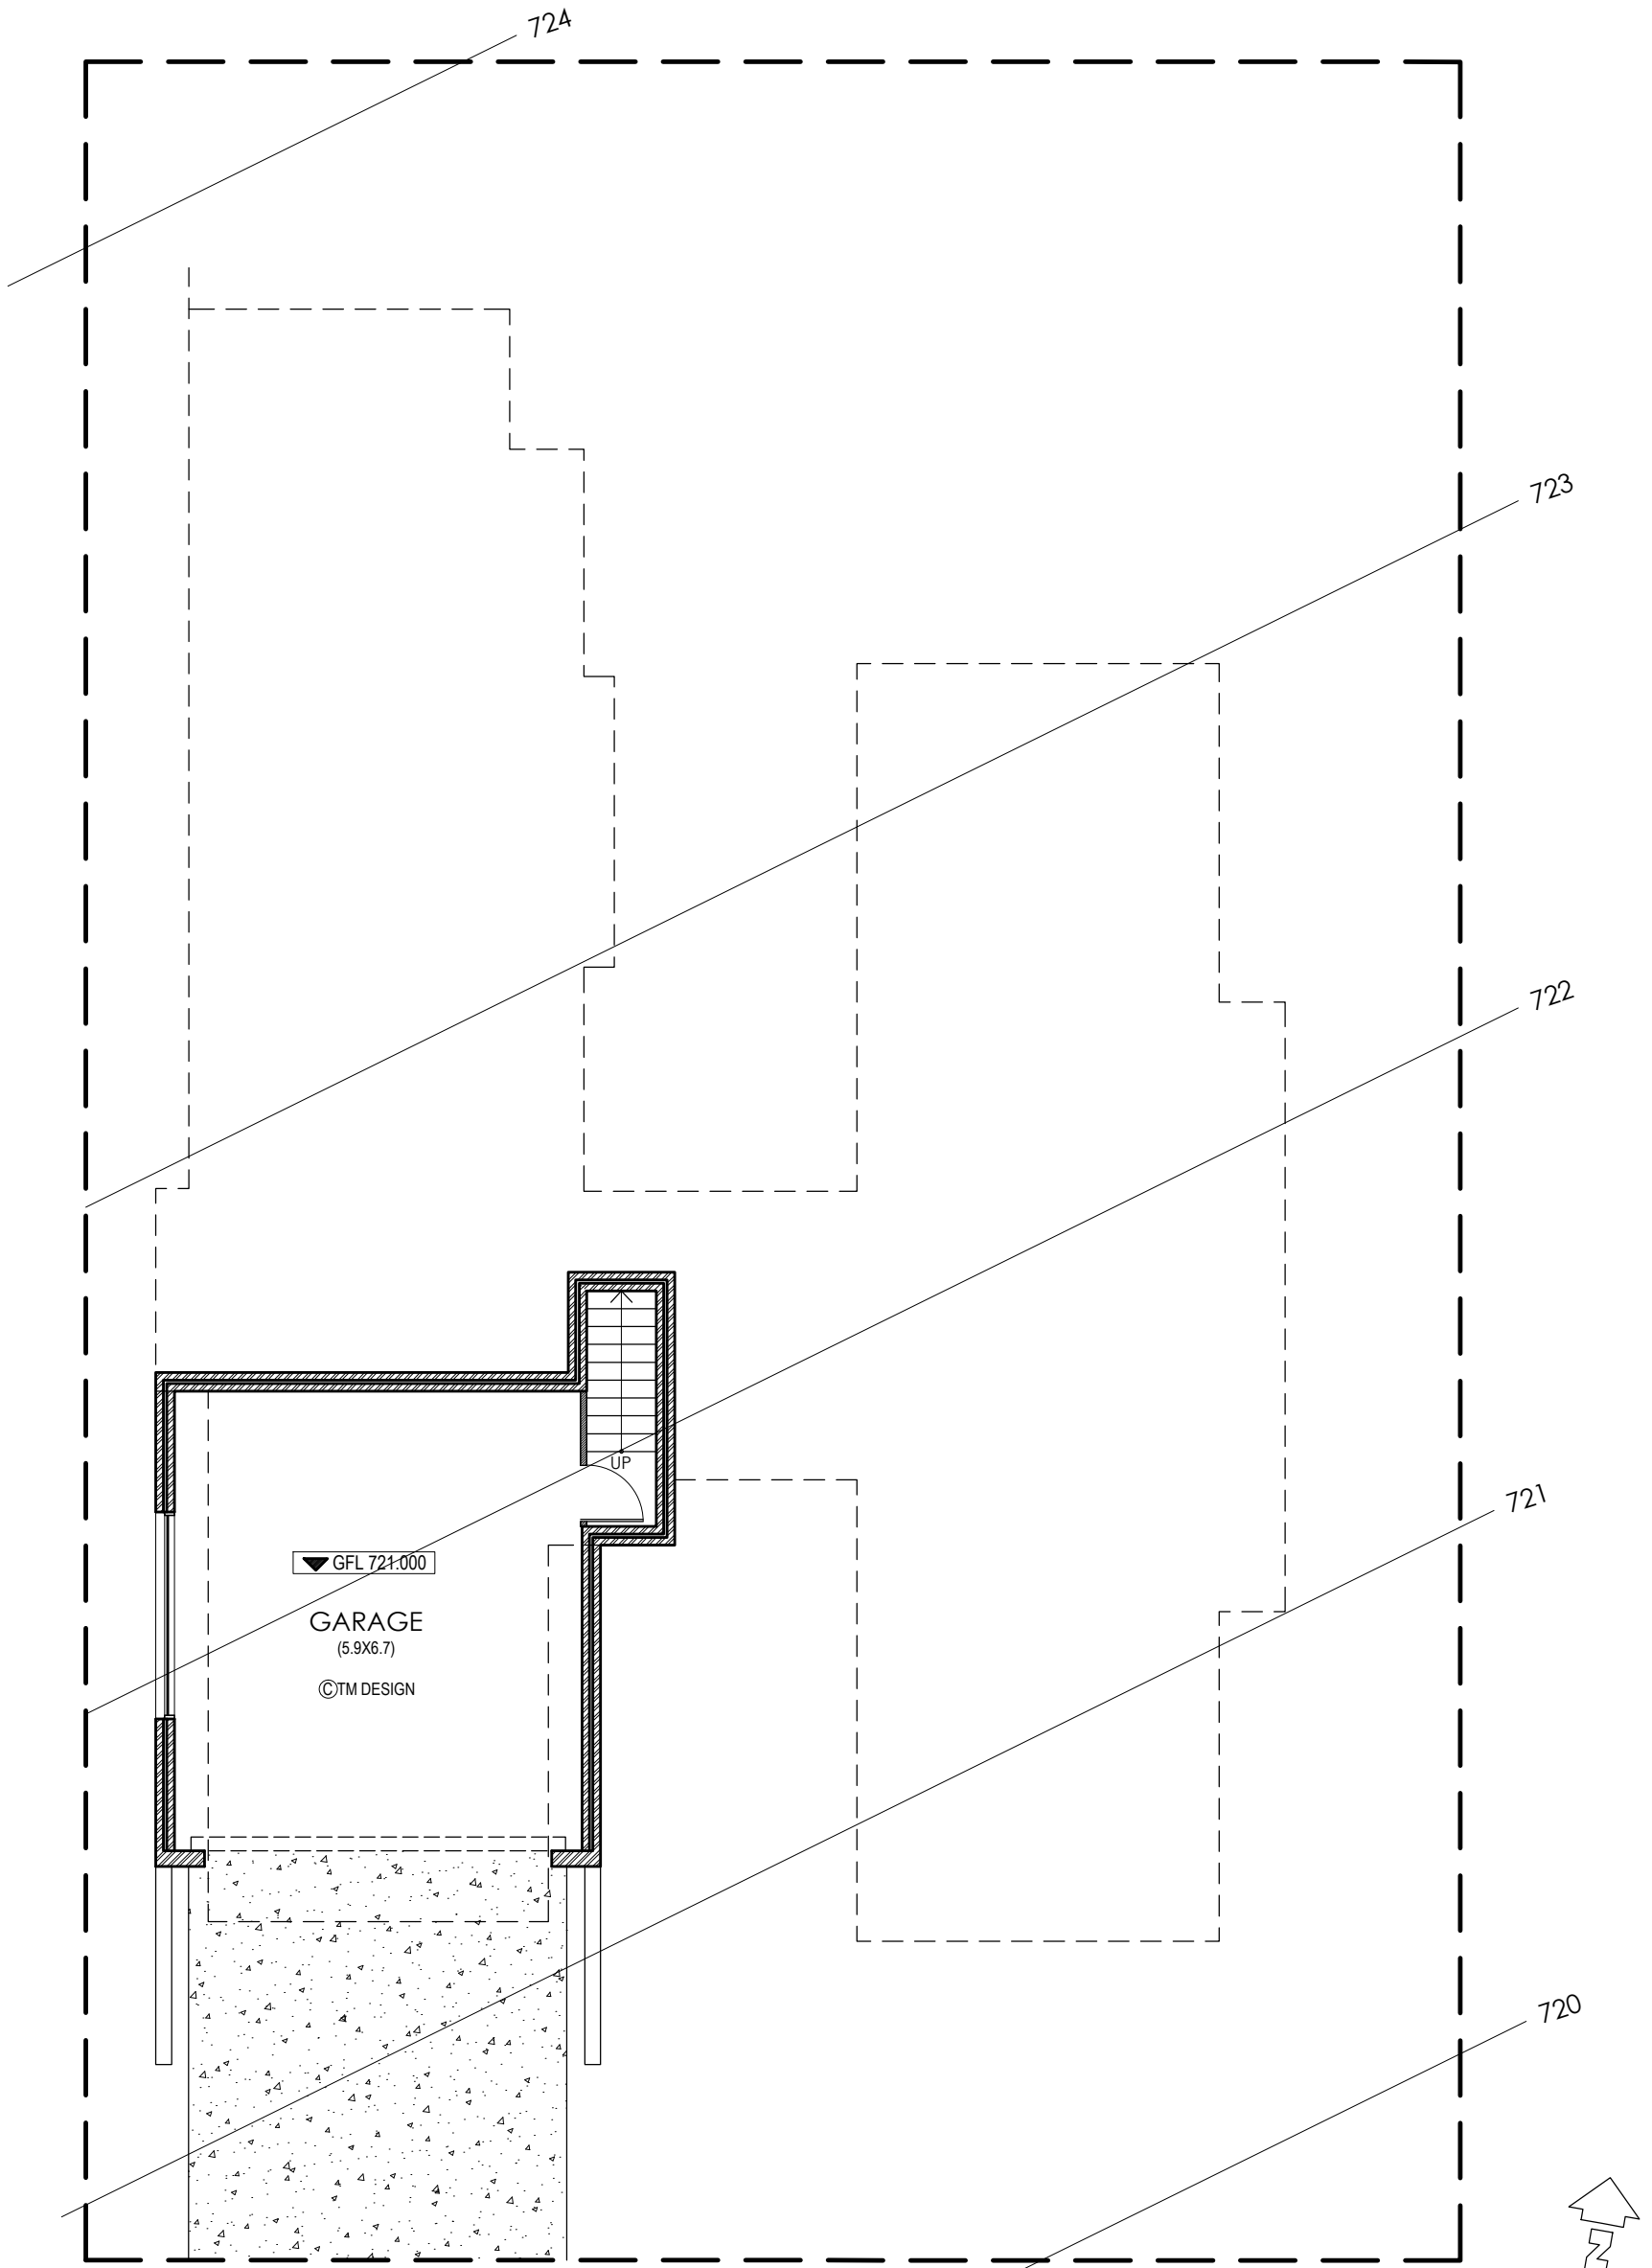 724
723
722
UP
721
GFL 721.000
GARAGE
(5.9X6.7)
©TM DESIGN
720
N